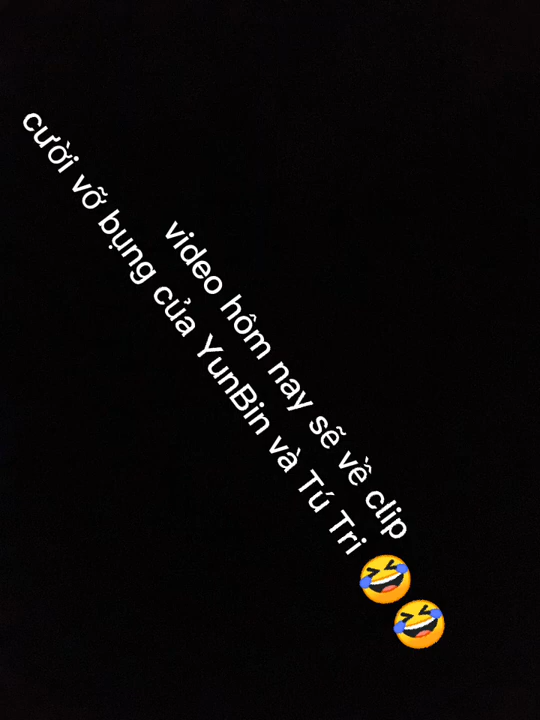 video hôm nay sẽ về clip
cười vỡ bụng của YunBin và Tú Tri 🤣
🤣